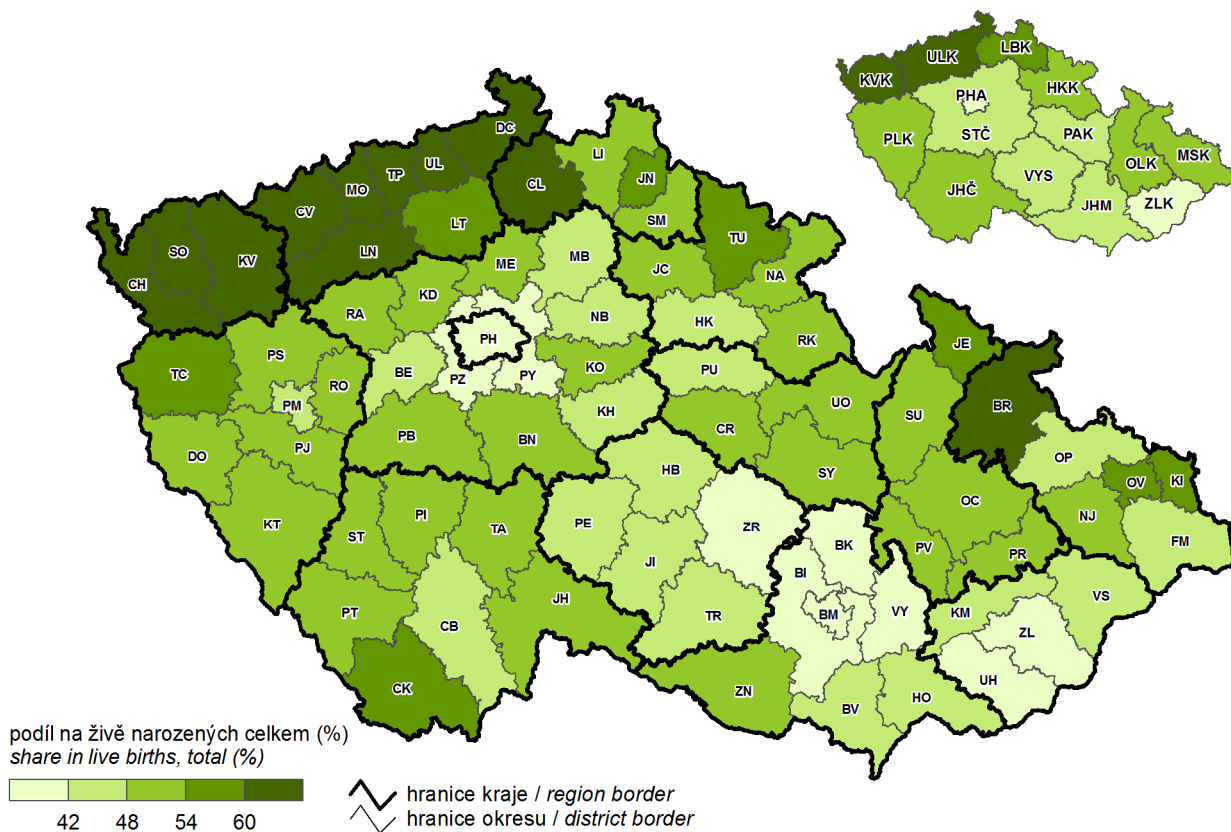 LBK
ULK
KVK
HKK
PHA
STČ
PAK
PLK
OLK
MSK
VYS
JHČ
JHM
ZLK
DC
LI
UL
TP
CL
JN
MO
CV
LT
SM
SO
TU
LN
ME
MB
KV
JC
NA
CH
KD
RA
NB
HK
PH
RK
PS
JE
TC
BE
PZ
PY
KO
PU
RO
PM
KH
UO
SU
BR
CR
PB
BN
DO
PJ
HB
SY
OP
OV
KI
OC
KT
ST
PI
TA
PE
ZR
NJ
BK
FM
JI
BI
PV
PR
PT
JH
CB
TR
BM
VY
KM
VS
ZL
CK
ZN
UH
HO
BV
podíl na živě narozených celkem (%)
share in live births, total (%)
42 48 54 60
hranice kraje / region border
hranice okresu / district border